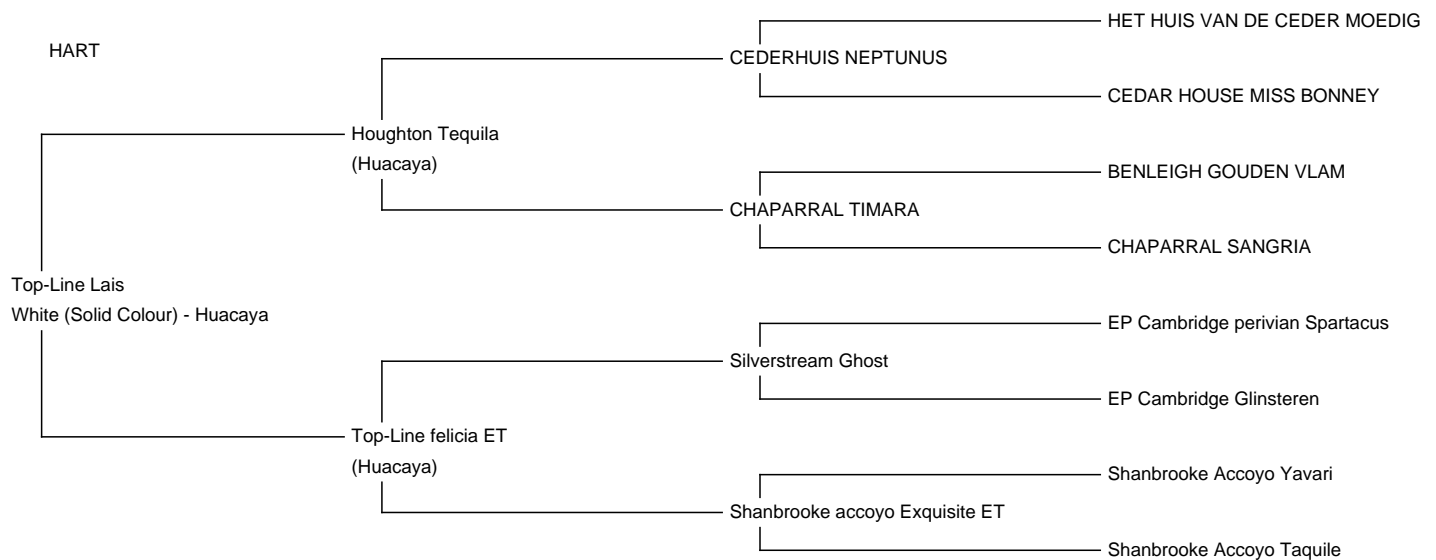 HART
HET HUIS VAN DE CEDER MOEDIG
CEDERHUIS NEPTUNUS
CEDAR HOUSE MISS BONNEY
Houghton Tequila
(Huacaya)
BENLEIGH GOUDEN VLAM
CHAPARRAL TIMARA
CHAPARRAL SANGRIA
Top-Line Lais
White (Solid Colour) - Huacaya
EP Cambridge perivian Spartacus
Silverstream Ghost
EP Cambridge Glinsteren
Top-Line felicia ET
(Huacaya)
Shanbrooke Accoyo Yavari
Shanbrooke accoyo Exquisite ET
Shanbrooke Accoyo Taquile